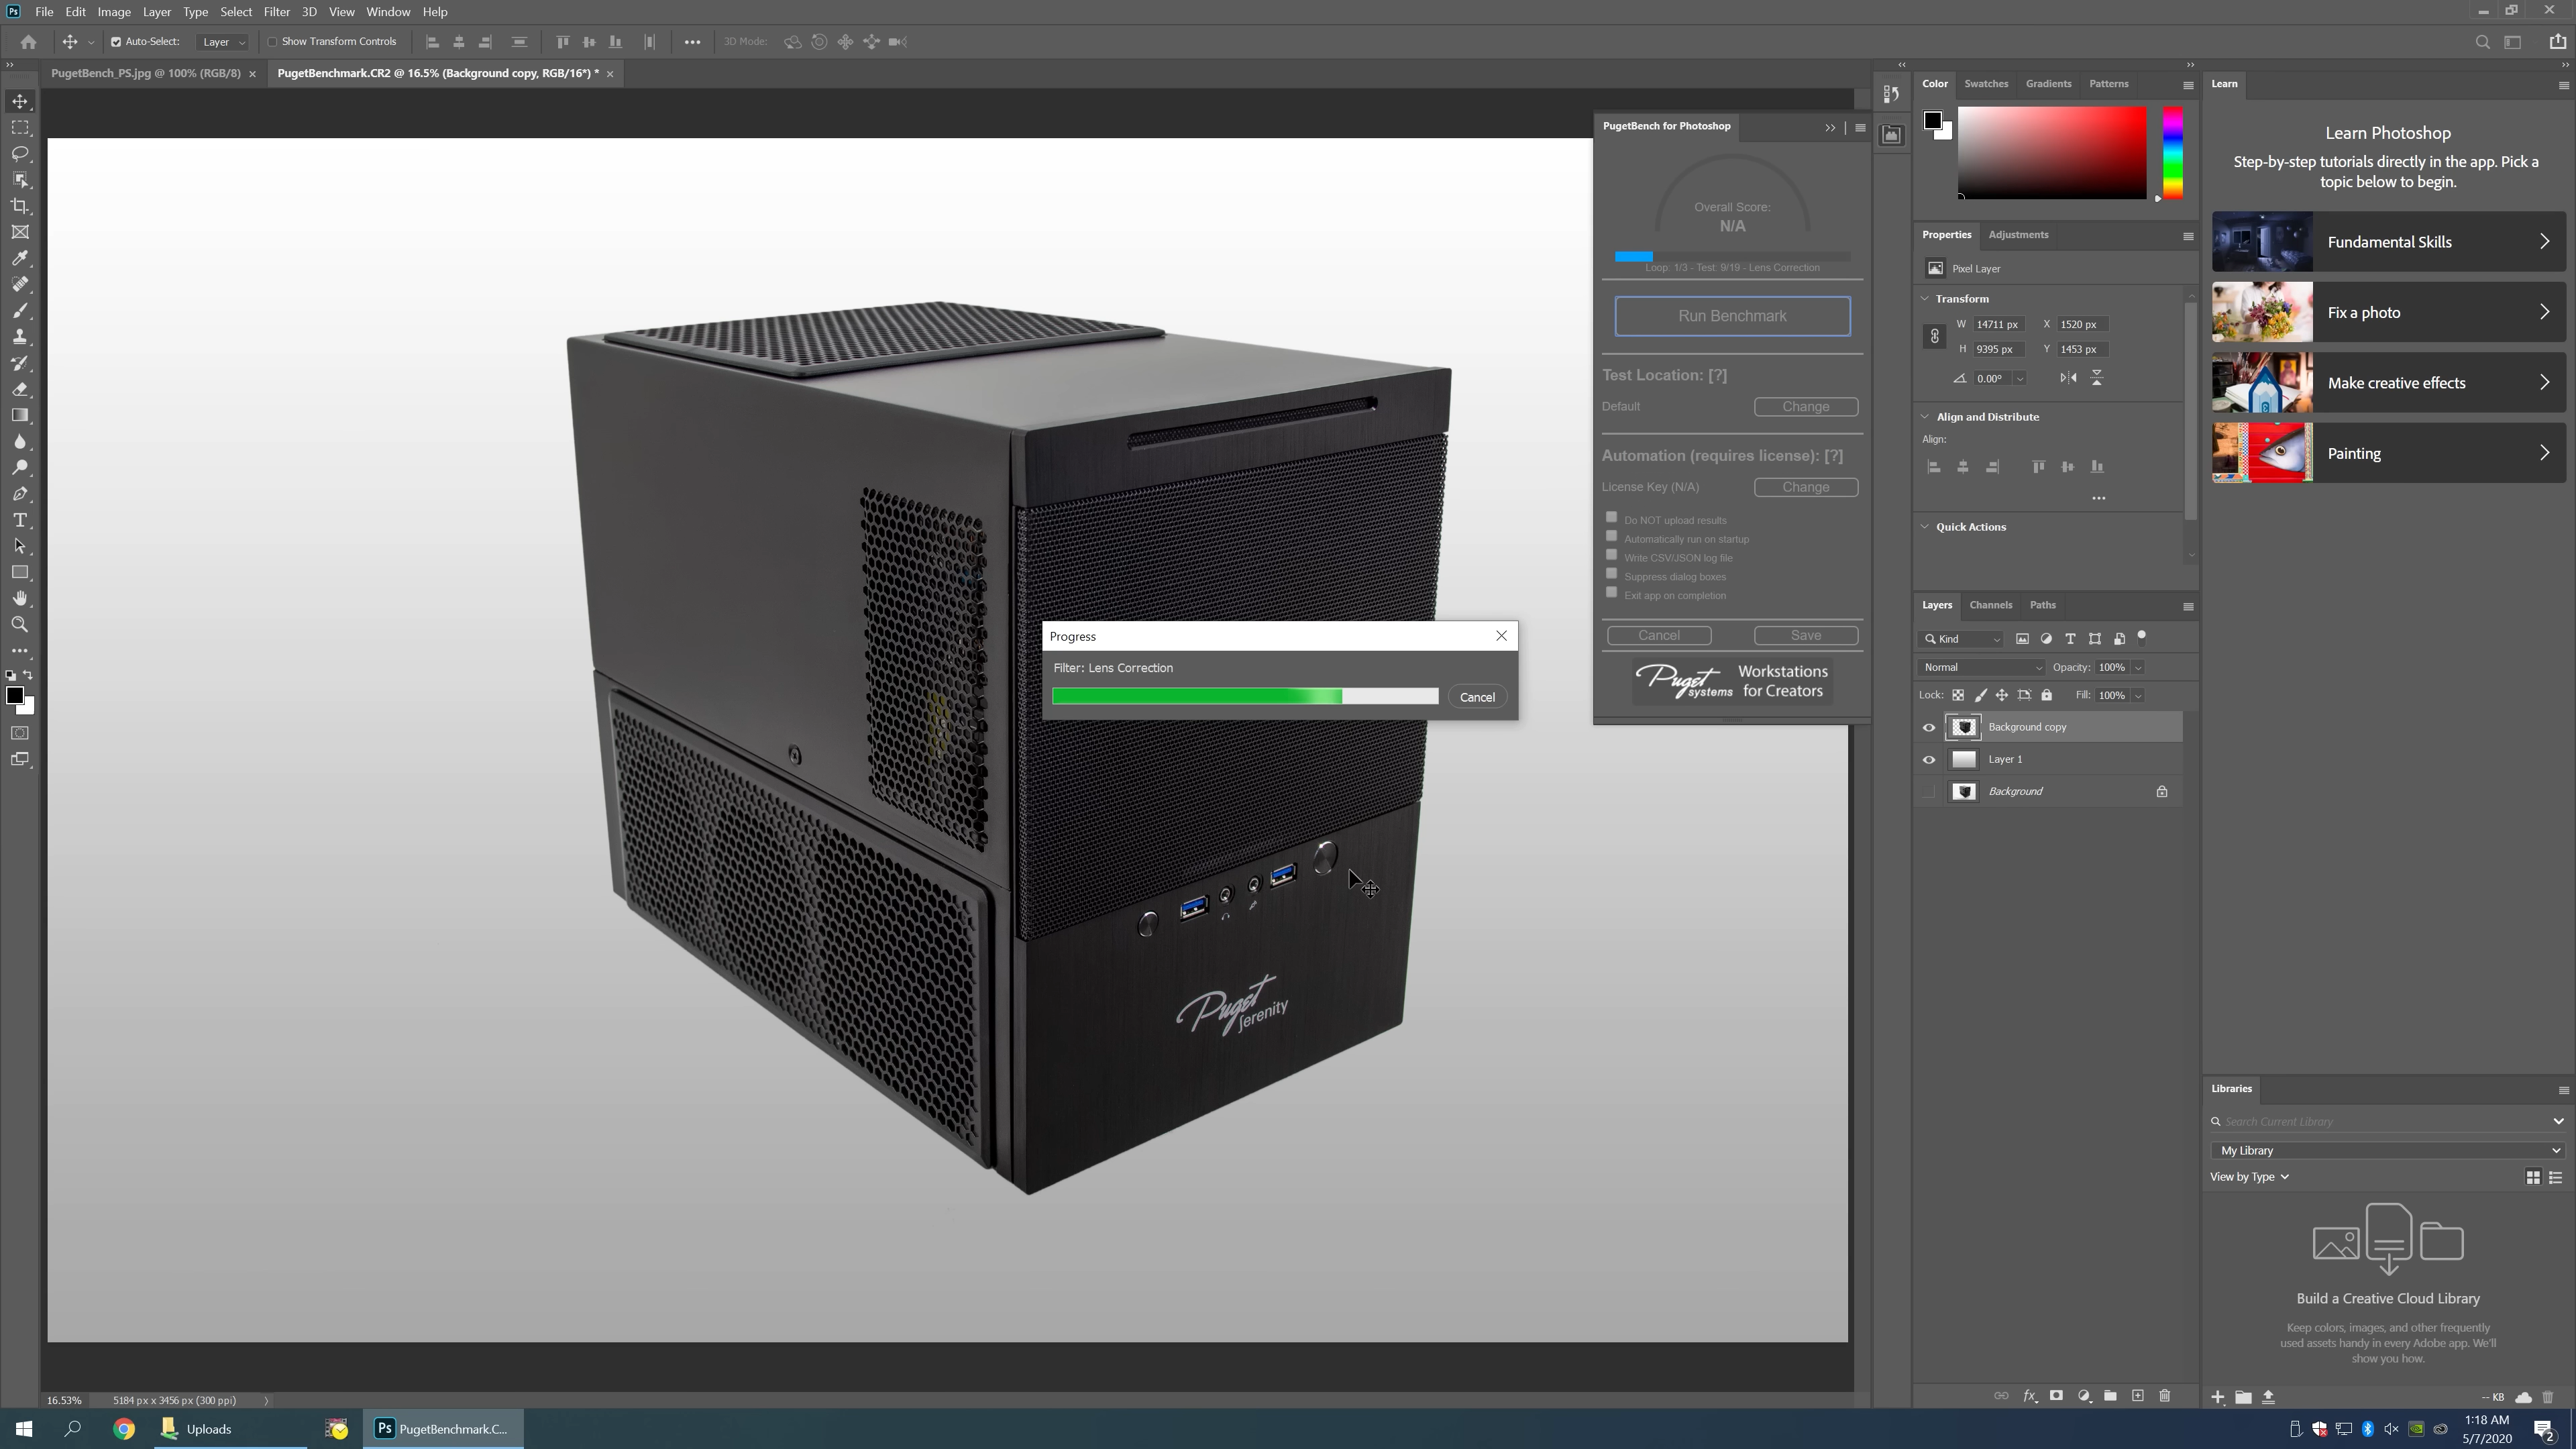 Ps File Edit Image Layer Type Select Filter 3D View Window Help
Auto-Select: Layer Show Transform Controls 3D Mode:
PugetBench_PS.jpg @ 100% (RGB/8) × PugetBenchmark.CR2 @ 16.5% (Background copy, RGB/16*) * ×
PugetBench for Photoshop
Overall Score:
N/A
Loop: 1/3 - Test: 9/19 - Lens Correction
Run Benchmark
Test Location: [?]
Default Change
Automation (requires license): [?]
License Key (N/A) Change
Do NOT upload results
Automatically run on startup
Write CSV/JSON log file
Suppress dialog boxes
Exit app on completion
Cancel Save
Puget systems Workstations
for Creators
Progress
Filter: Lens Correction
Cancel
Puget
Serenity
Color Swatches Gradients Patterns
Properties Adjustments
Pixel Layer
Transform
W 14711 px X 1520 px
H 9395 px Y 1453 px
0.00°
Align and Distribute
Align:
Quick Actions
Layers Channels Paths
Kind
Normal Opacity: 100%
Lock: Fill: 100%
Background copy
Layer 1
Background
fx
Learn
Learn Photoshop
Step-by-step tutorials directly in the app. Pick a
topic below to begin.
Fundamental Skills
Fix a photo
Make creative effects
Painting
Libraries
Search Current Library
My Library
View by Type
Build a Creative Cloud Library
Keep colors, images, and other frequently
used assets handy in every Adobe app. We'll
show you how.
-- KB
16.53% 5184 px x 3456 px (300 ppi)
Uploads
Ps PugetBenchmark.C...
1:18 AM
5/7/2020
2